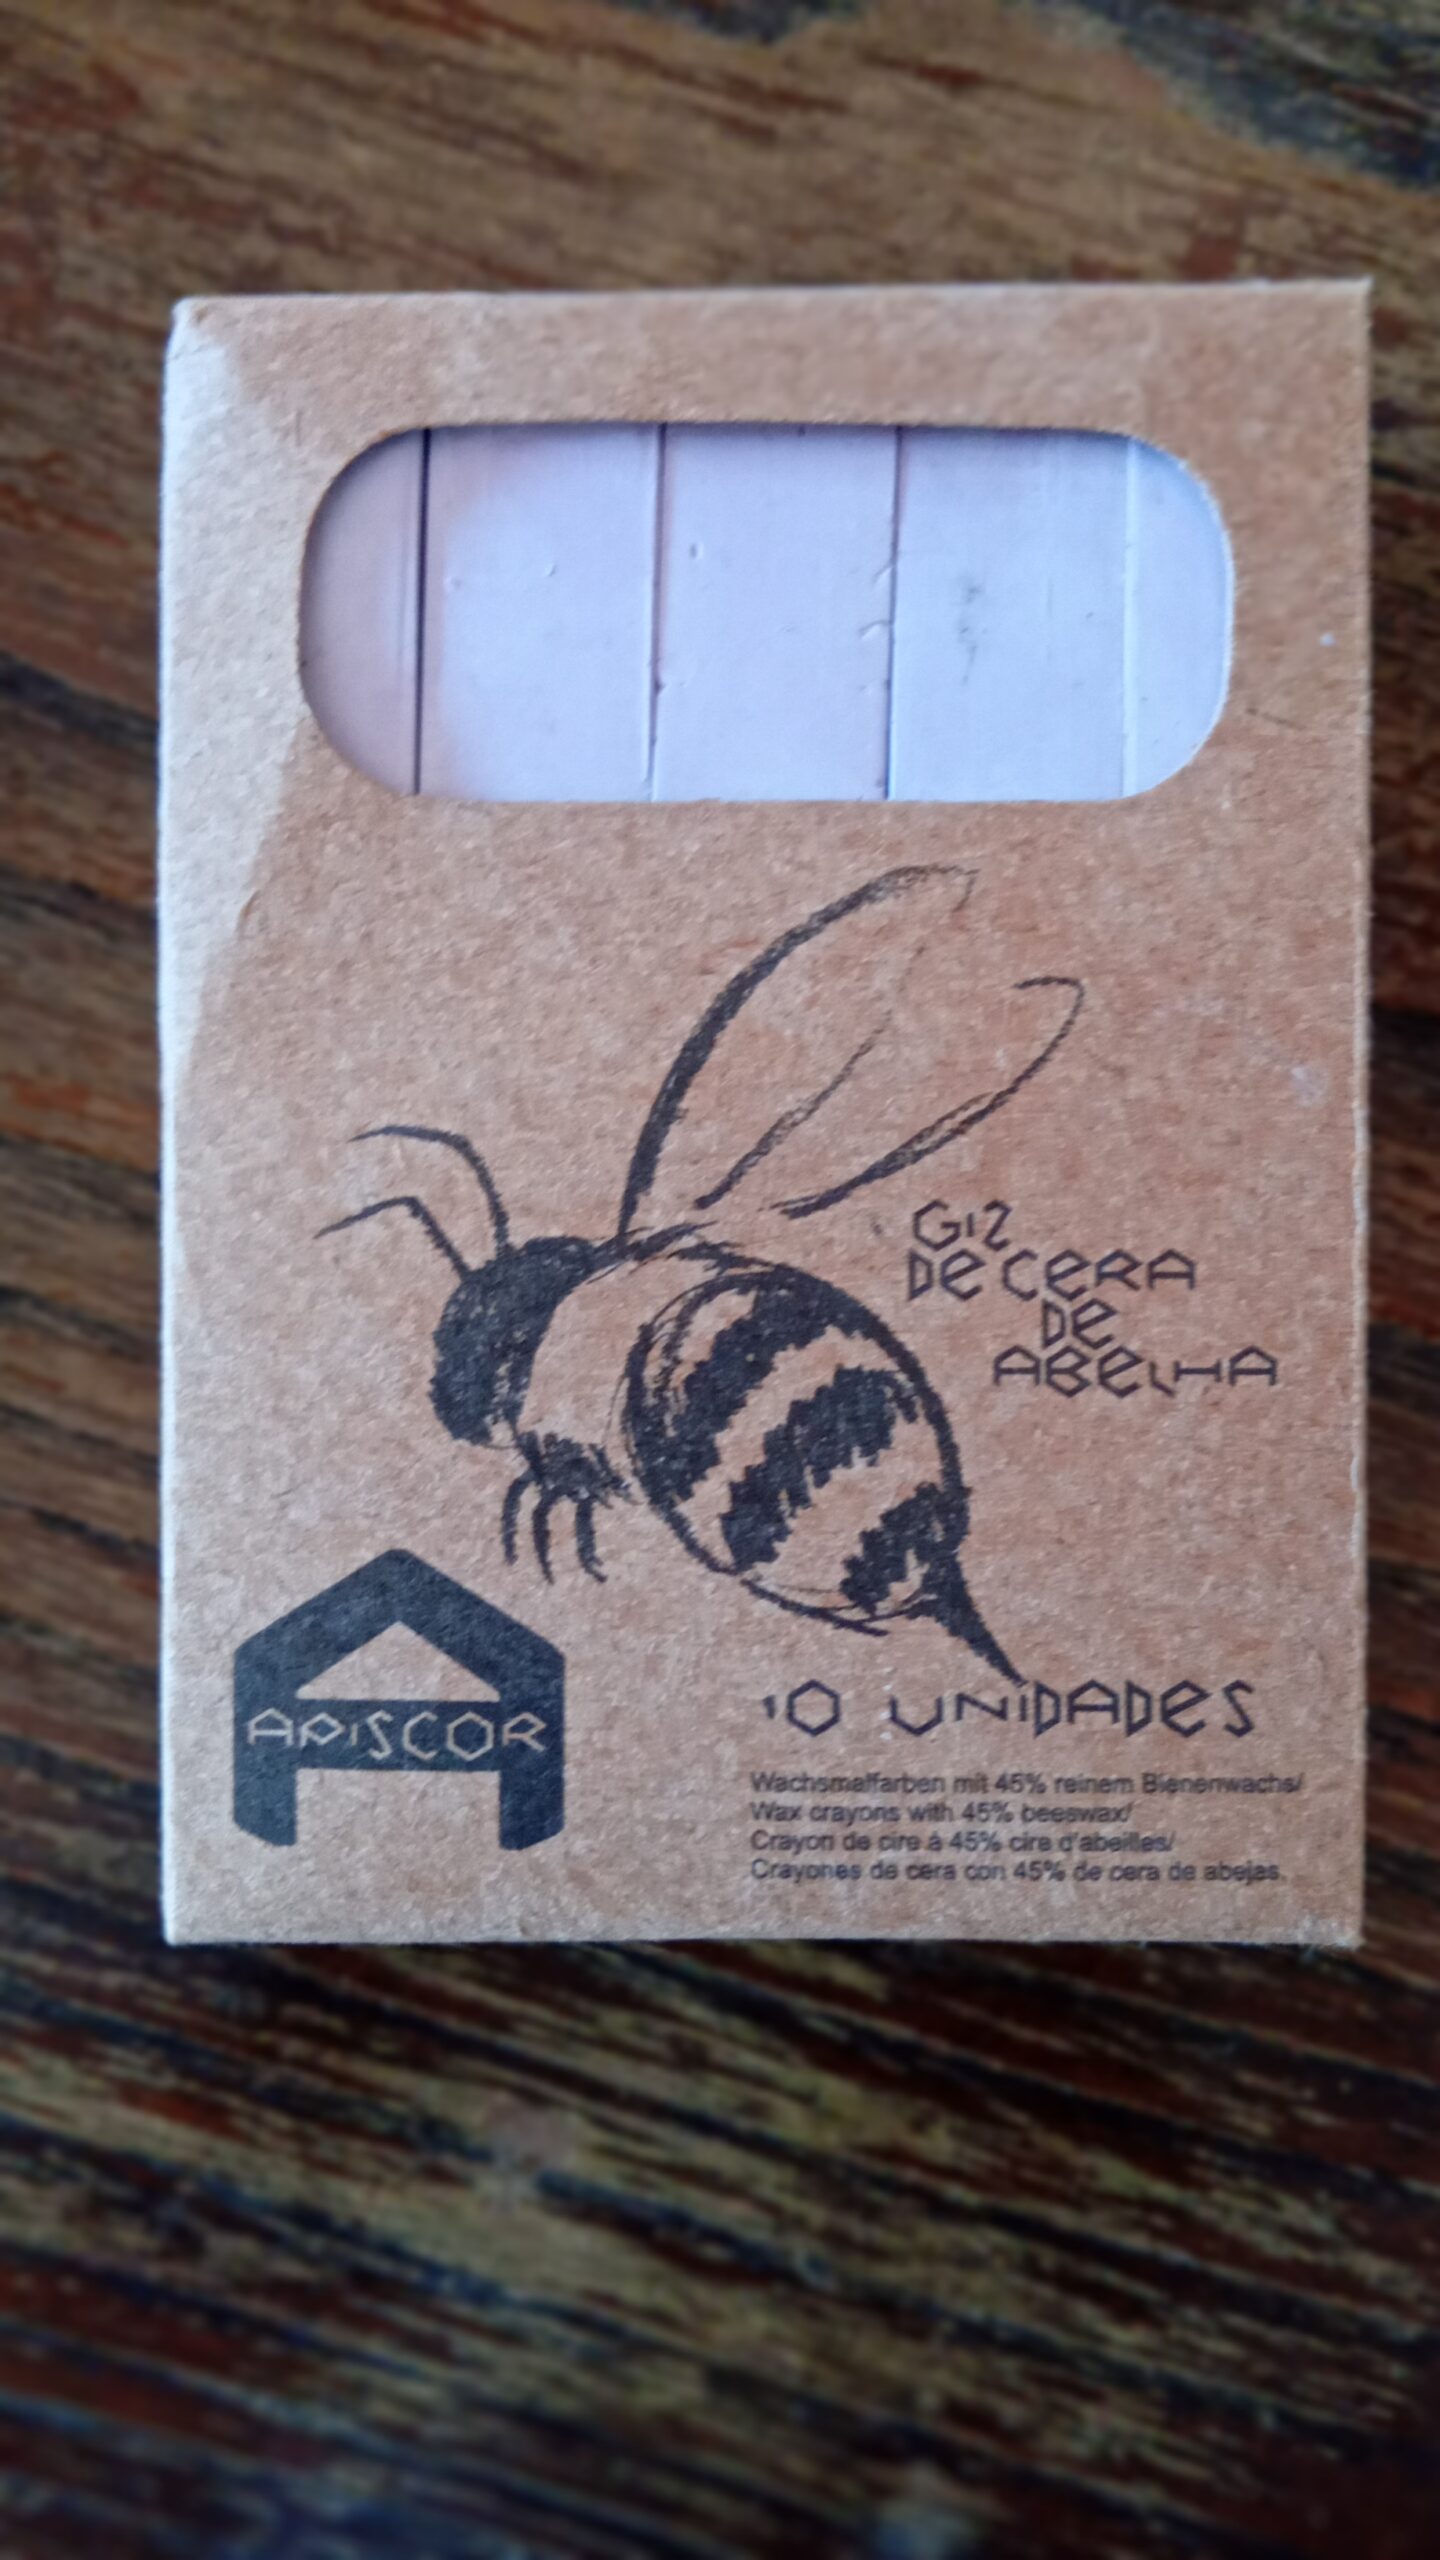 GIZ
DE CERA
DE
ABELHA
APISCOR
10 UNIDADES
Wachsmalfarben mit 45% reinem Bienenwachs/
Wax crayons with 45% beeswax/
Crayon de cire à 45% cire d'abeilles/
Crayones de cera con 45% de cera de abejas.